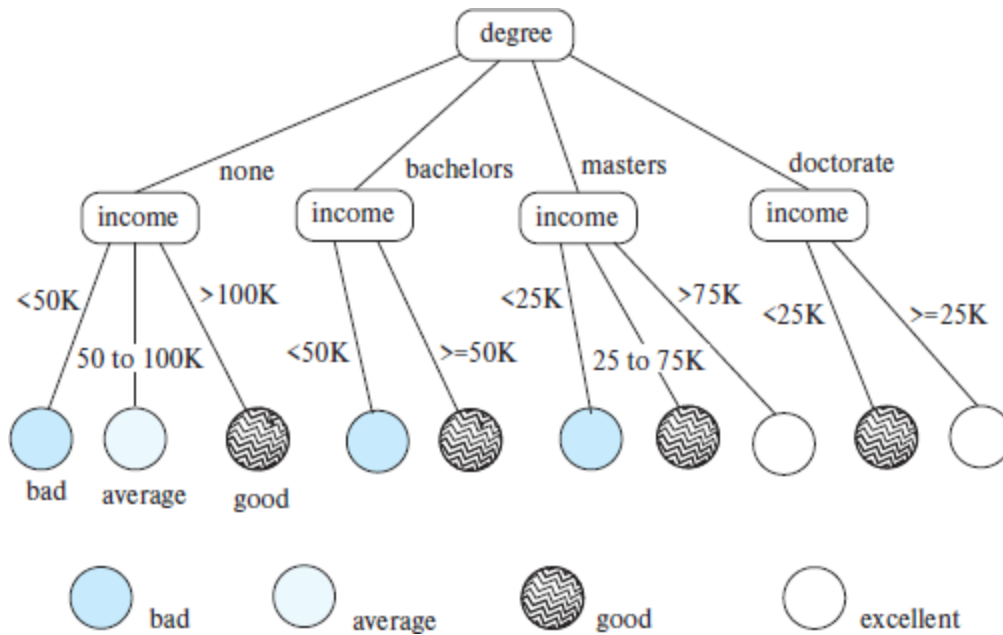 degree
none
bachelors
masters
doctorate
income
income
income
income
<50K
50 to 100K
>100K
<50K
>=50K
<25K
25 to 75K
>75K
<25K
>=25K
bad
average
good
bad
average
good
excellent